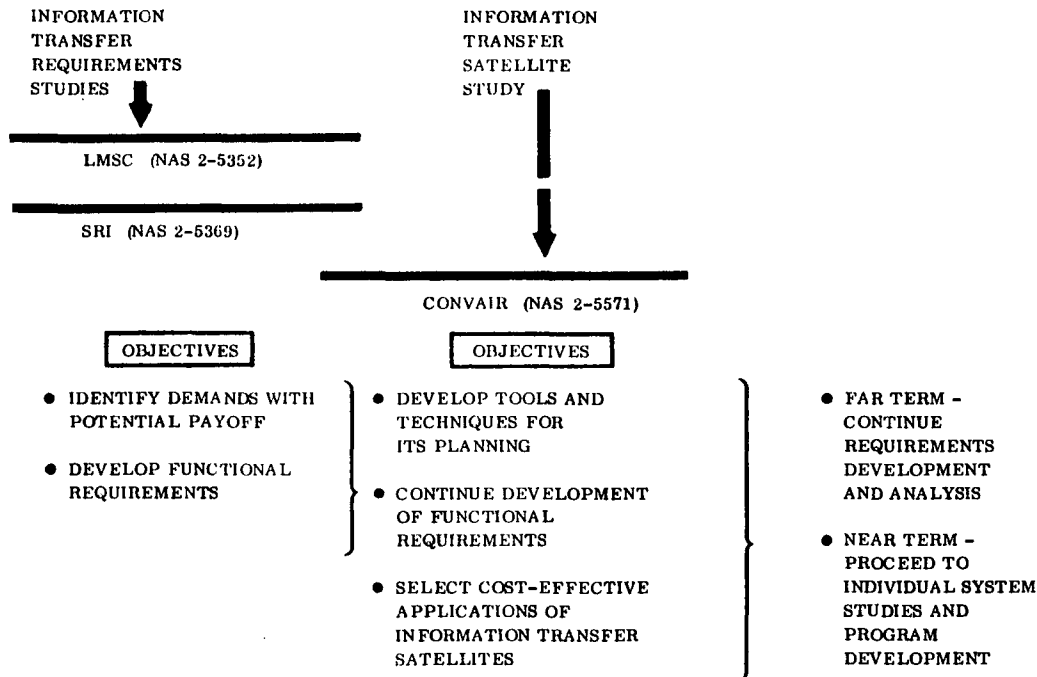 INFORMATION
TRANSFER
REQUIREMENTS
STUDIES
INFORMATION
TRANSFER
SATELLITE
STUDY
LMSC (NAS 2-5352)
SRI (NAS 2-5369)
CONVAIR (NAS 2-5571)
OBJECTIVES
● IDENTIFY DEMANDS WITH
POTENTIAL PAYOFF
● DEVELOP FUNCTIONAL
REQUIREMENTS
OBJECTIVES
● DEVELOP TOOLS AND
TECHNIQUES FOR
ITS PLANNING
● CONTINUE DEVELOPMENT
OF FUNCTIONAL
REQUIREMENTS
● SELECT COST-EFFECTIVE
APPLICATIONS OF
INFORMATION TRANSFER
SATELLITES
● FAR TERM -
CONTINUE
REQUIREMENTS
DEVELOPMENT
AND ANALYSIS
● NEAR TERM -
PROCEED TO
INDIVIDUAL SYSTEM
STUDIES AND
PROGRAM
DEVELOPMENT